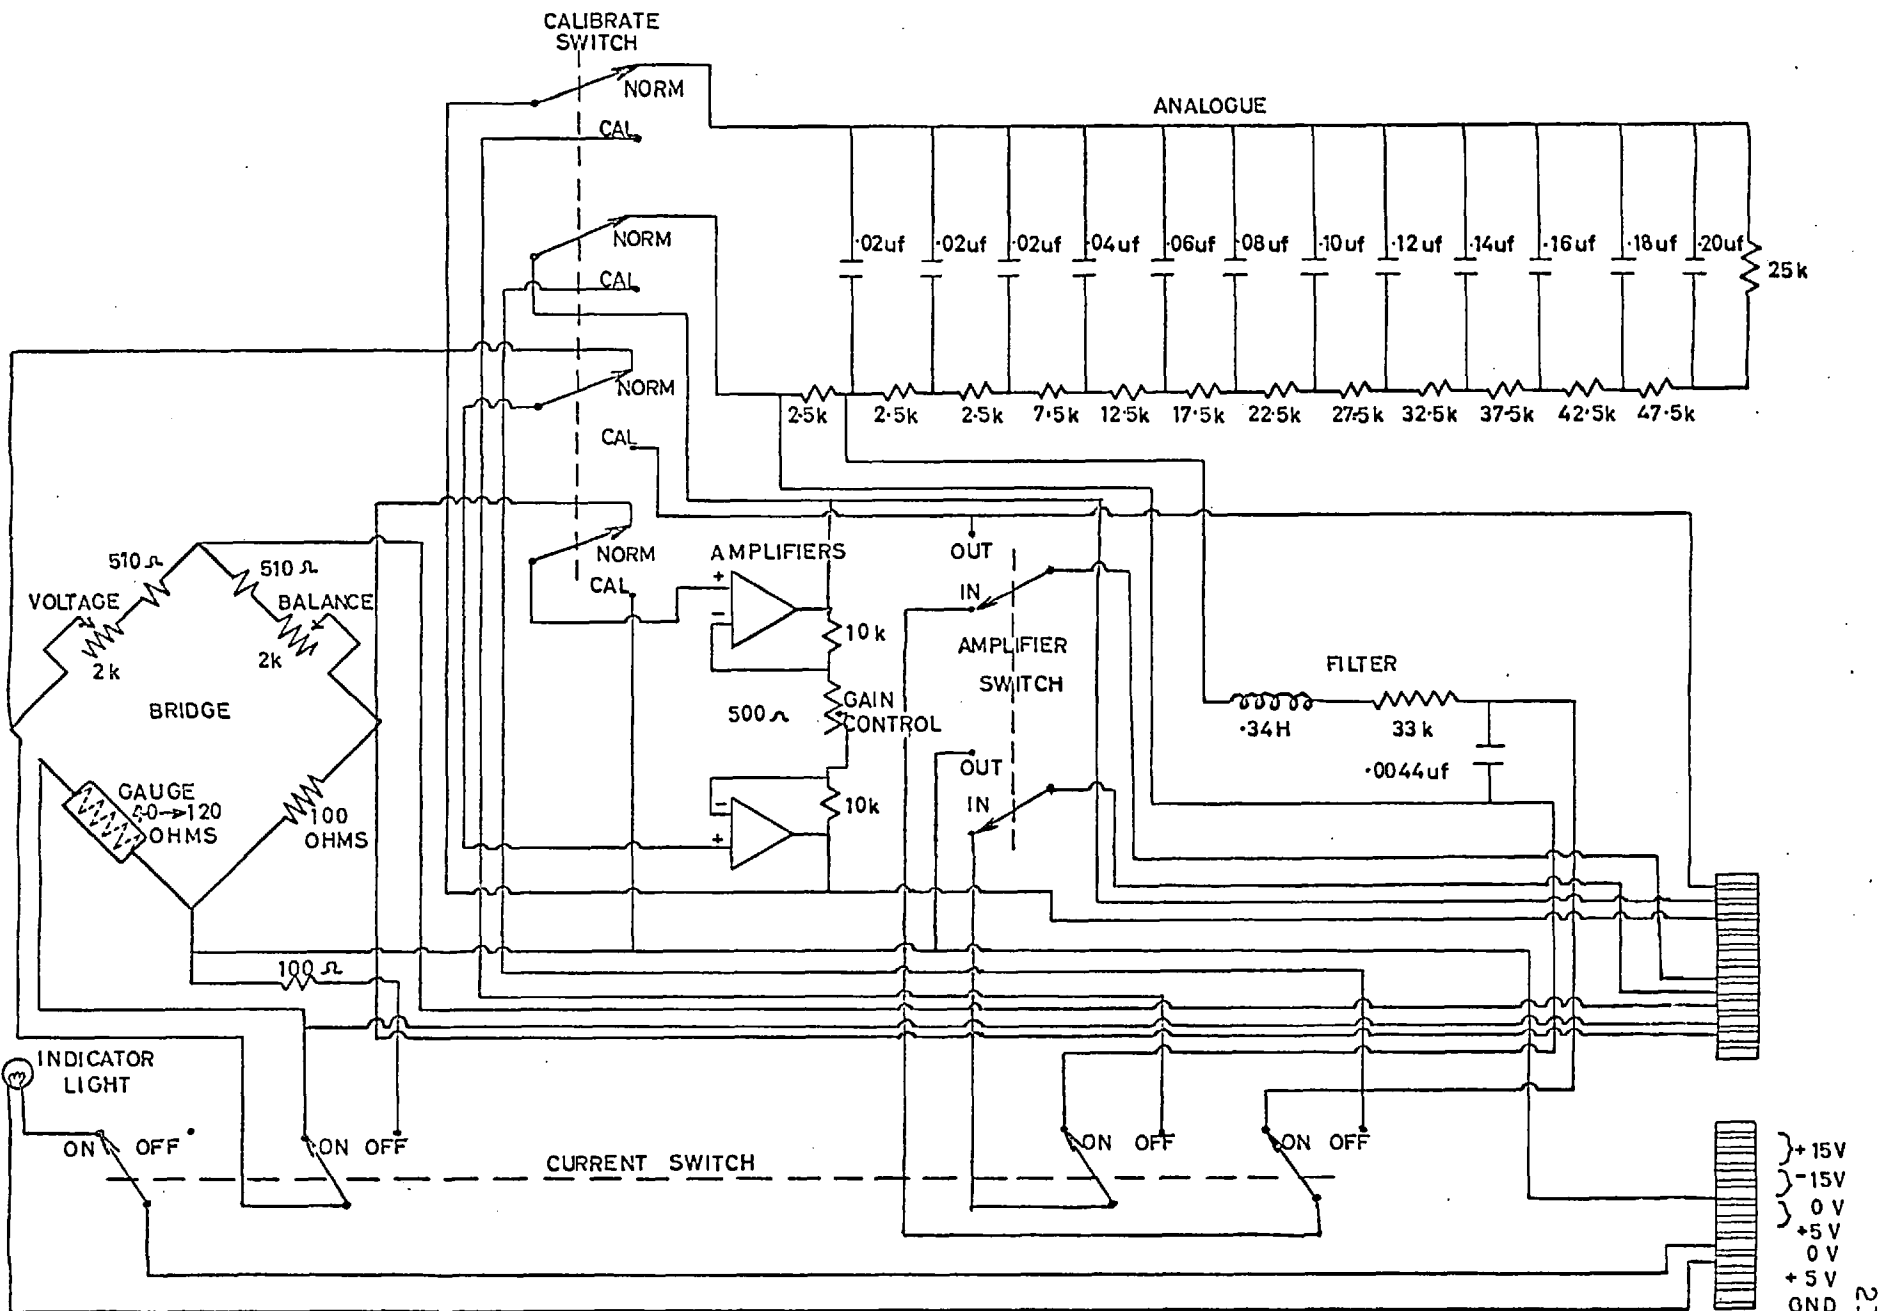 CALIBRATE
SWITCH
NORM
CAL
ANALOGUE
NORM
CAL
.02uf .02uf .02uf .04uf .06uf .08uf .10uf .12uf .14uf .16uf .18uf .20uf
25k
NORM
2.5k 2.5k 2.5k 7.5k 12.5k 17.5k 22.5k 27.5k 32.5k 37.5k 42.5k 47.5k
CAL
NORM
CAL
AMPLIFIERS
+
-
10k
500 Ω
GAIN
CONTROL
-
+
10k
OUT
IN
AMPLIFIER
SWITCH
OUT
IN
FILTER
.34H
33k
.0044uf
510 Ω
510 Ω
VOLTAGE
BALANCE
2k
2k
BRIDGE
GAUGE
40→120
OHMS
100
OHMS
100 Ω
INDICATOR
LIGHT
ON OFF
ON OFF
CURRENT SWITCH
ON OFF
ON OFF
+15V
-15V
0V
+5V
0V
+5V
GND